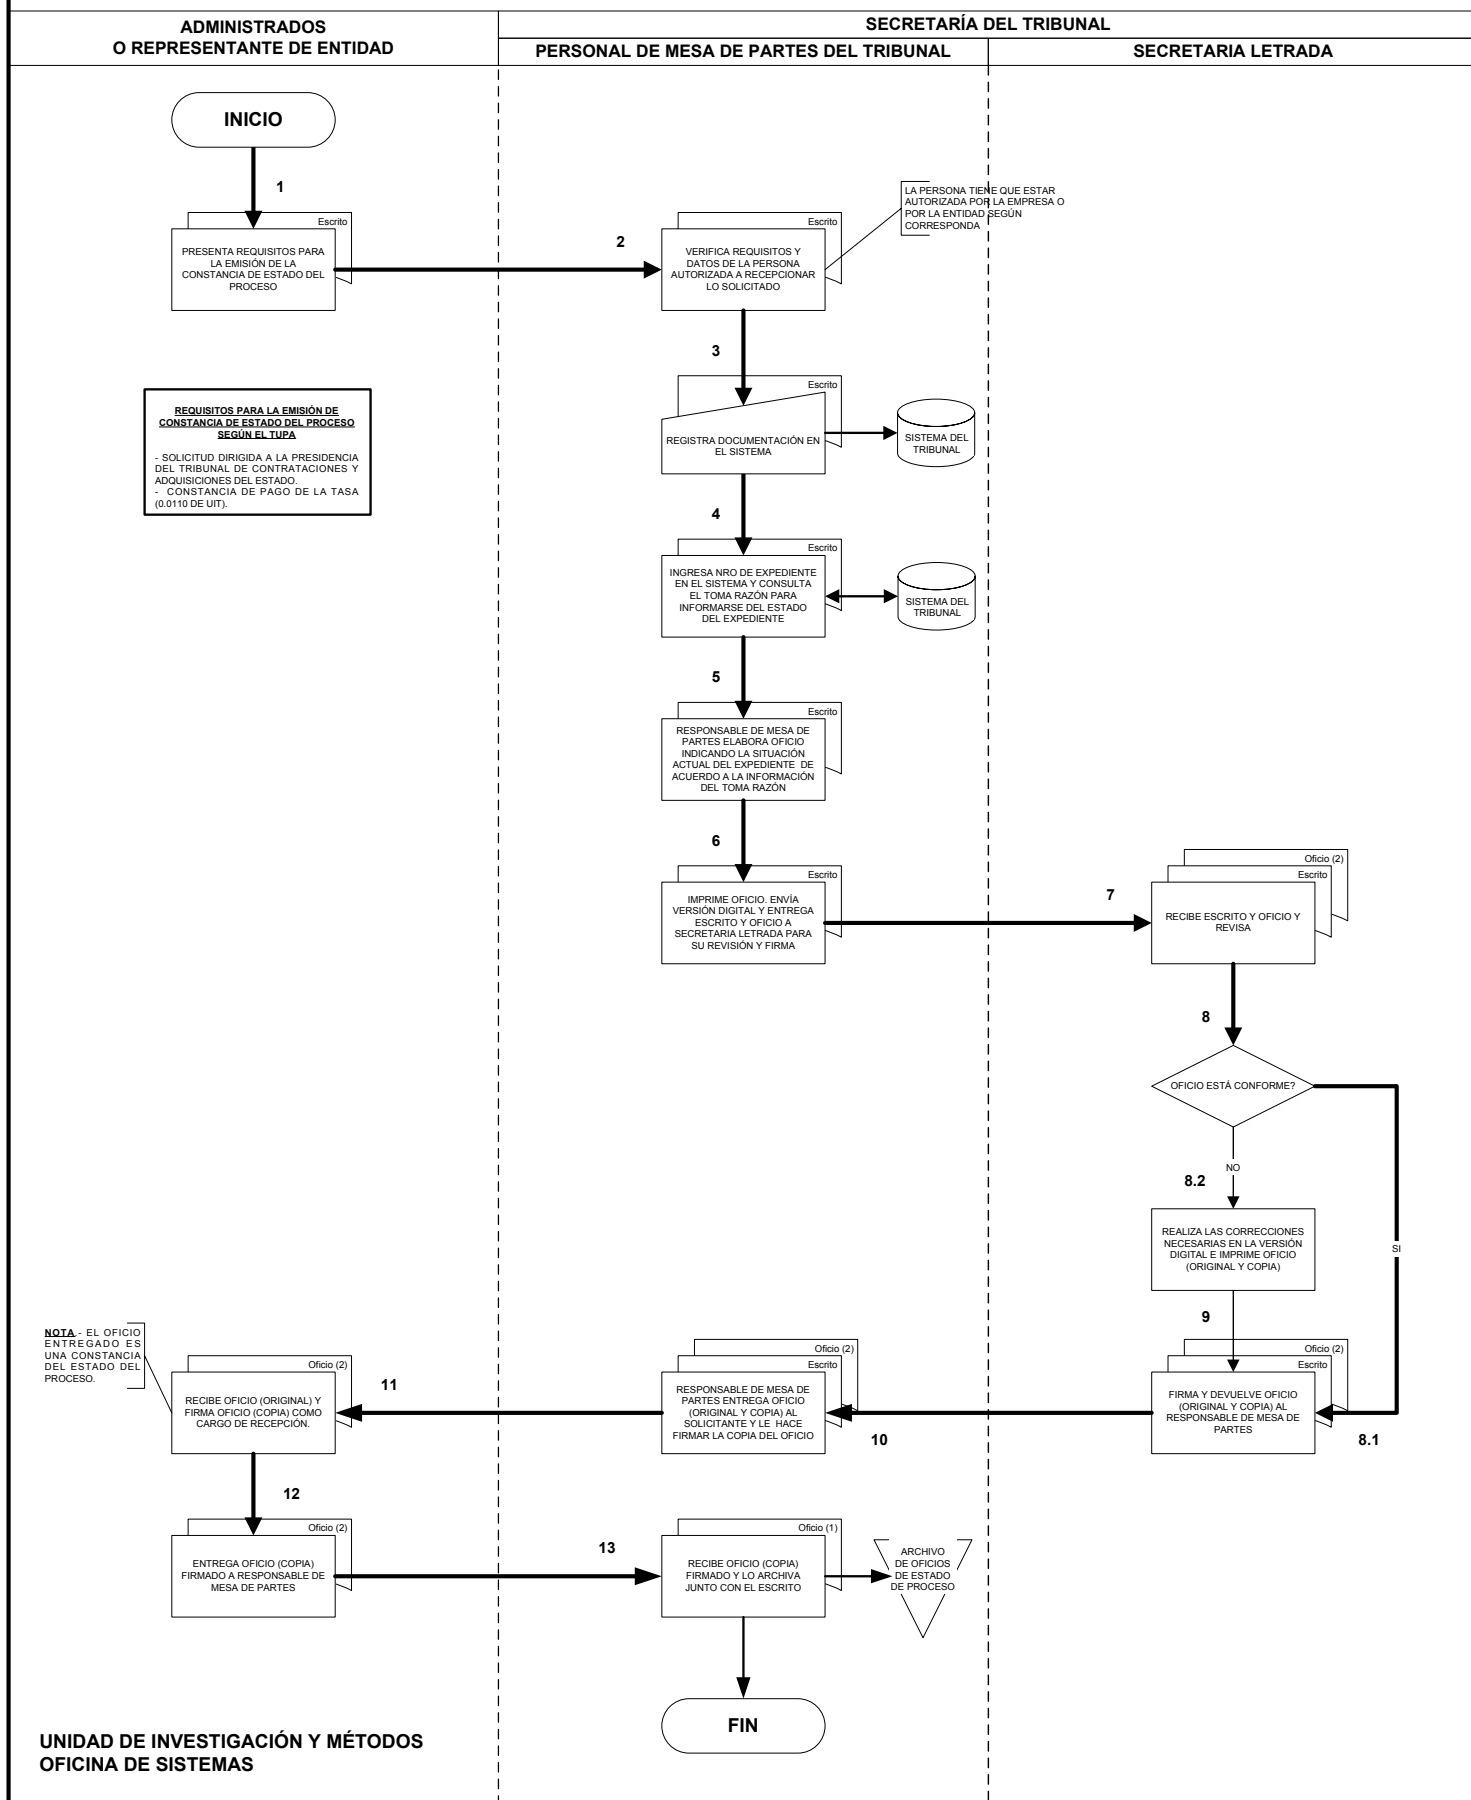 ADMINISTRADOS
O REPRESENTANTE DE ENTIDAD
SECRETARÍA DEL TRIBUNAL
PERSONAL DE MESA DE PARTES DEL TRIBUNAL
SECRETARIA LETRADA
INICIO
1
Escrito
PRESENTA REQUISITOS PARA
LA EMISIÓN DE LA
CONSTANCIA DE ESTADO DEL
PROCESO
2
Escrito
VERIFICA REQUISITOS Y
DATOS DE LA PERSONA
AUTORIZADA A RECEPCIONAR
LO SOLICITADO
LA PERSONA TIENE QUE ESTAR
AUTORIZADA POR LA EMPRESA O
POR LA ENTIDAD SEGÚN
CORRESPONDA
3
REQUISITOS PARA LA EMISIÓN DE
CONSTANCIA DE ESTADO DEL PROCESO
SEGÚN EL TUPA
- SOLICITUD DIRIGIDA A LA PRESIDENCIA
DEL TRIBUNAL DE CONTRATACIONES Y
ADQUISICIONES DEL ESTADO.
- CONSTANCIA DE PAGO DE LA TASA
(0.0110 DE UIT).
Escrito
REGISTRA DOCUMENTACIÓN EN
EL SISTEMA
SISTEMA DEL
TRIBUNAL
4
Escrito
INGRESA NRO DE EXPEDIENTE
EN EL SISTEMA Y CONSULTA
EL TOMA RAZÓN PARA
INFORMARSE DEL ESTADO
DEL EXPEDIENTE
SISTEMA DEL
TRIBUNAL
5
Escrito
RESPONSABLE DE MESA DE
PARTES ELABORA OFICIO
INDICANDO LA SITUACIÓN
ACTUAL DEL EXPEDIENTE DE
ACUERDO A LA INFORMACIÓN
DEL TOMA RAZÓN
6
Escrito
IMPRIME OFICIO. ENVÍA
VERSIÓN DIGITAL Y ENTREGA
ESCRITO Y OFICIO A
SECRETARIA LETRADA PARA
SU REVISIÓN Y FIRMA
7
Oficio (2)
Escrito
RECIBE ESCRITO Y OFICIO Y
REVISA
8
OFICIO ESTÁ CONFORME?
NO
8.2
REALIZA LAS CORRECCIONES
NECESARIAS EN LA VERSIÓN
DIGITAL E IMPRIME OFICIO
(ORIGINAL Y COPIA)
SI
9
Oficio (2)
Escrito
FIRMA Y DEVUELVE OFICIO
(ORIGINAL Y COPIA) AL
RESPONSABLE DE MESA DE
PARTES
8.1
10
Oficio (2)
Escrito
RESPONSABLE DE MESA DE
PARTES ENTREGA OFICIO
(ORIGINAL Y COPIA) AL
SOLICITANTE Y LE HACE
FIRMAR LA COPIA DEL OFICIO
11
NOTA.- EL OFICIO
ENTREGADO ES
UNA CONSTANCIA
DEL ESTADO DEL
PROCESO.
Oficio (2)
RECIBE OFICIO (ORIGINAL) Y
FIRMA OFICIO (COPIA) COMO
CARGO DE RECEPCIÓN.
12
Oficio (2)
ENTREGA OFICIO (COPIA)
FIRMADO A RESPONSABLE DE
MESA DE PARTES
13
Oficio (1)
RECIBE OFICIO (COPIA)
FIRMADO Y LO ARCHIVA
JUNTO CON EL ESCRITO
ARCHIVO
DE OFICIOS
DE ESTADO
DE PROCESO
FIN
UNIDAD DE INVESTIGACIÓN Y MÉTODOS
OFICINA DE SISTEMAS